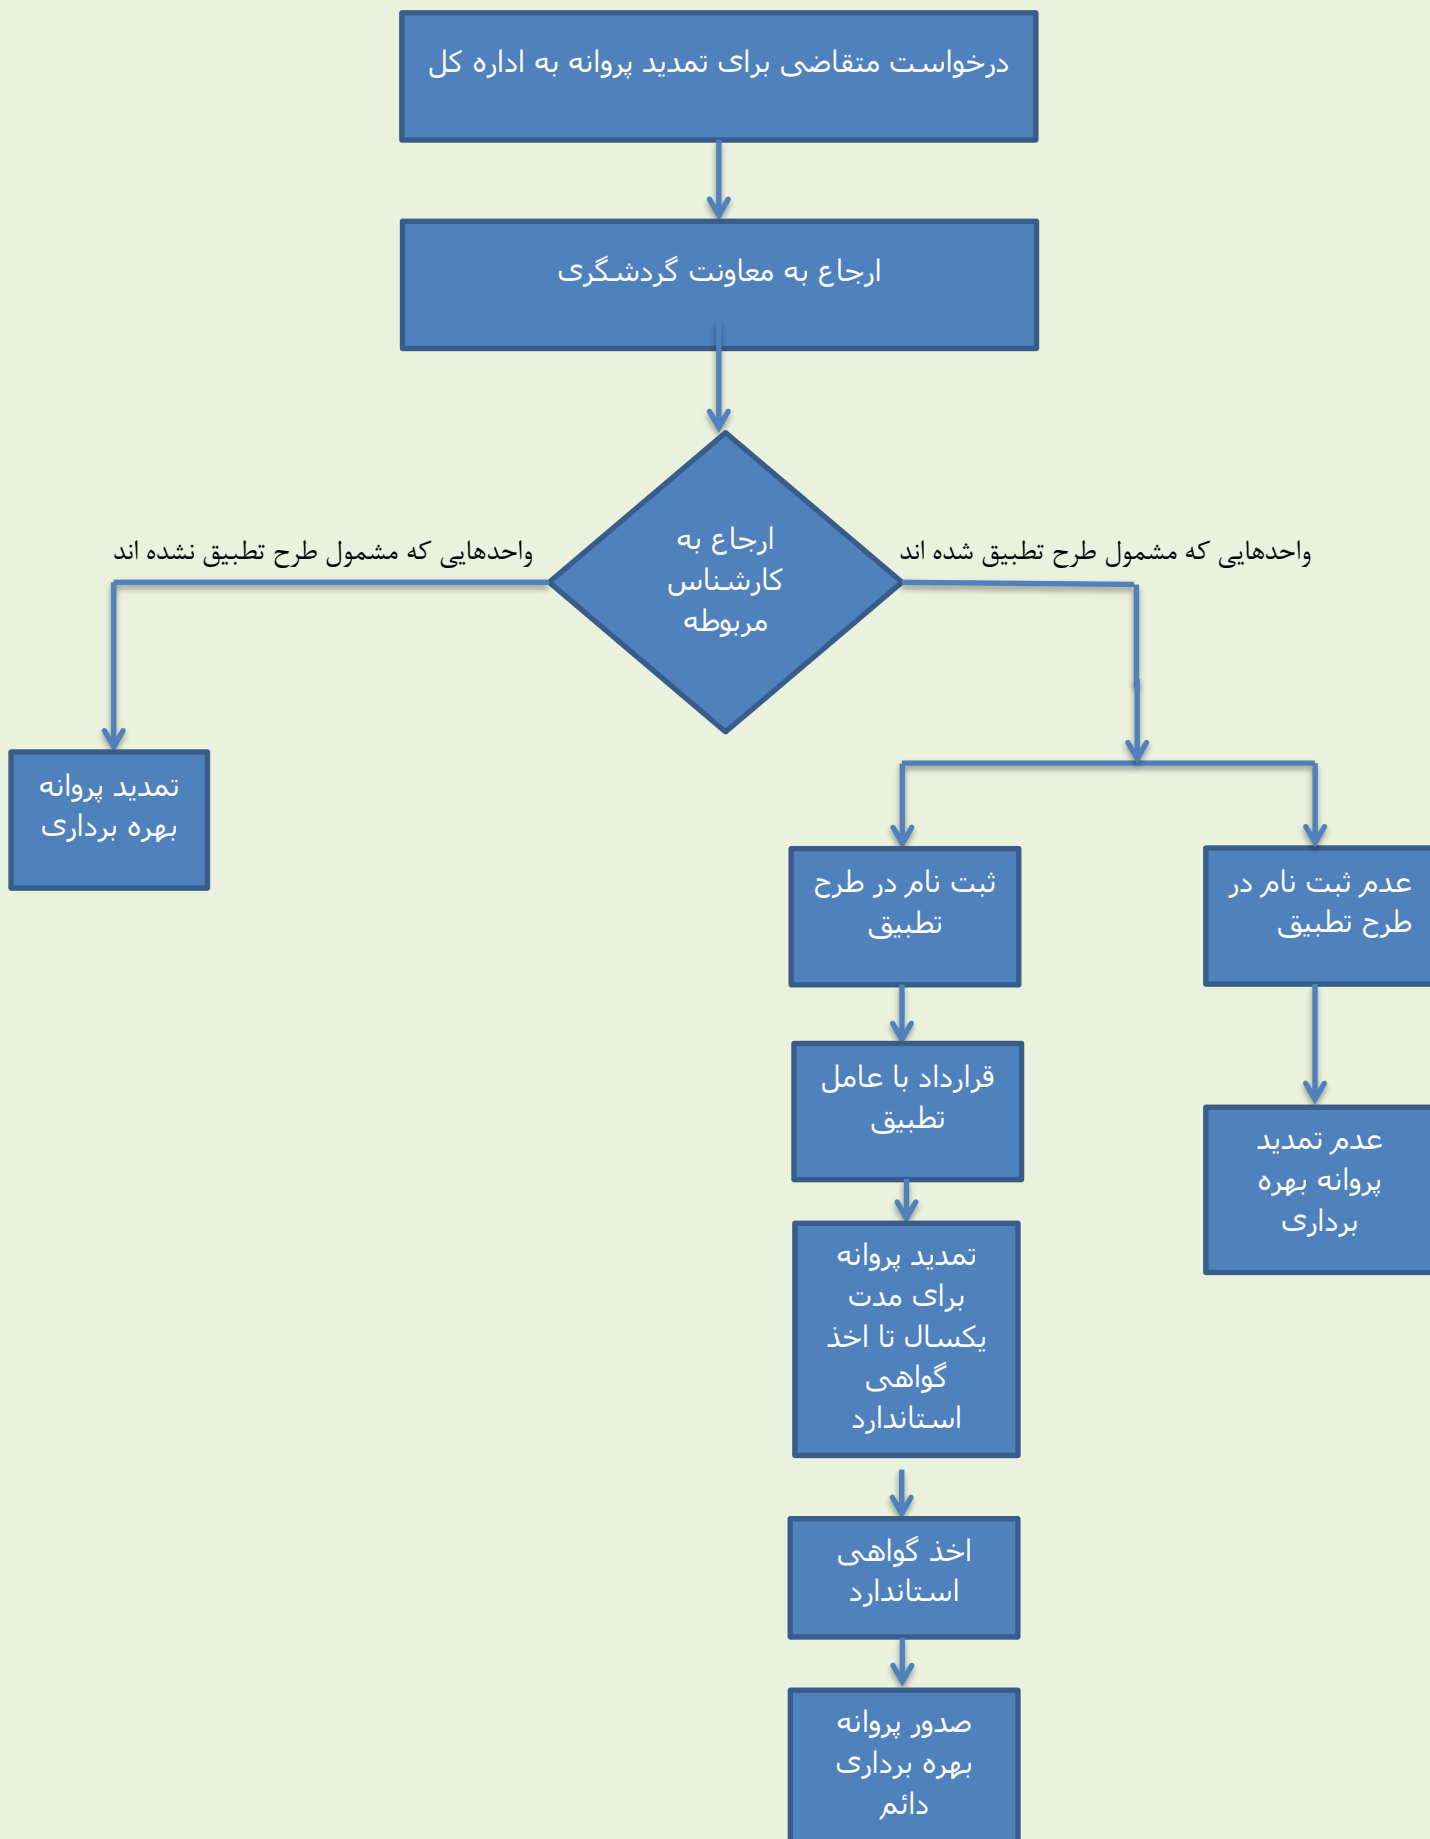 درخواست متقاضی برای تمدید پروانه به اداره کل
ارجاع به معاونت گردشگری
ارجاع به
کارشناس
مربوطه
واحدهایی که مشمول طرح تطبیق شده اند
واحدهایی که مشمول طرح تطبیق نشده اند
تمدید پروانه
بهره برداری
عدم ثبت نام در
طرح تطبیق
عدم تمدید
پروانه بهره
برداری
ثبت نام در طرح
تطبیق
قرارداد با عامل
تطبیق
تمدید پروانه
برای مدت
یکسال تا اخذ
گواهی
استاندارد
اخذ گواهی
استاندارد
صدور پروانه
بهره برداری
دائم